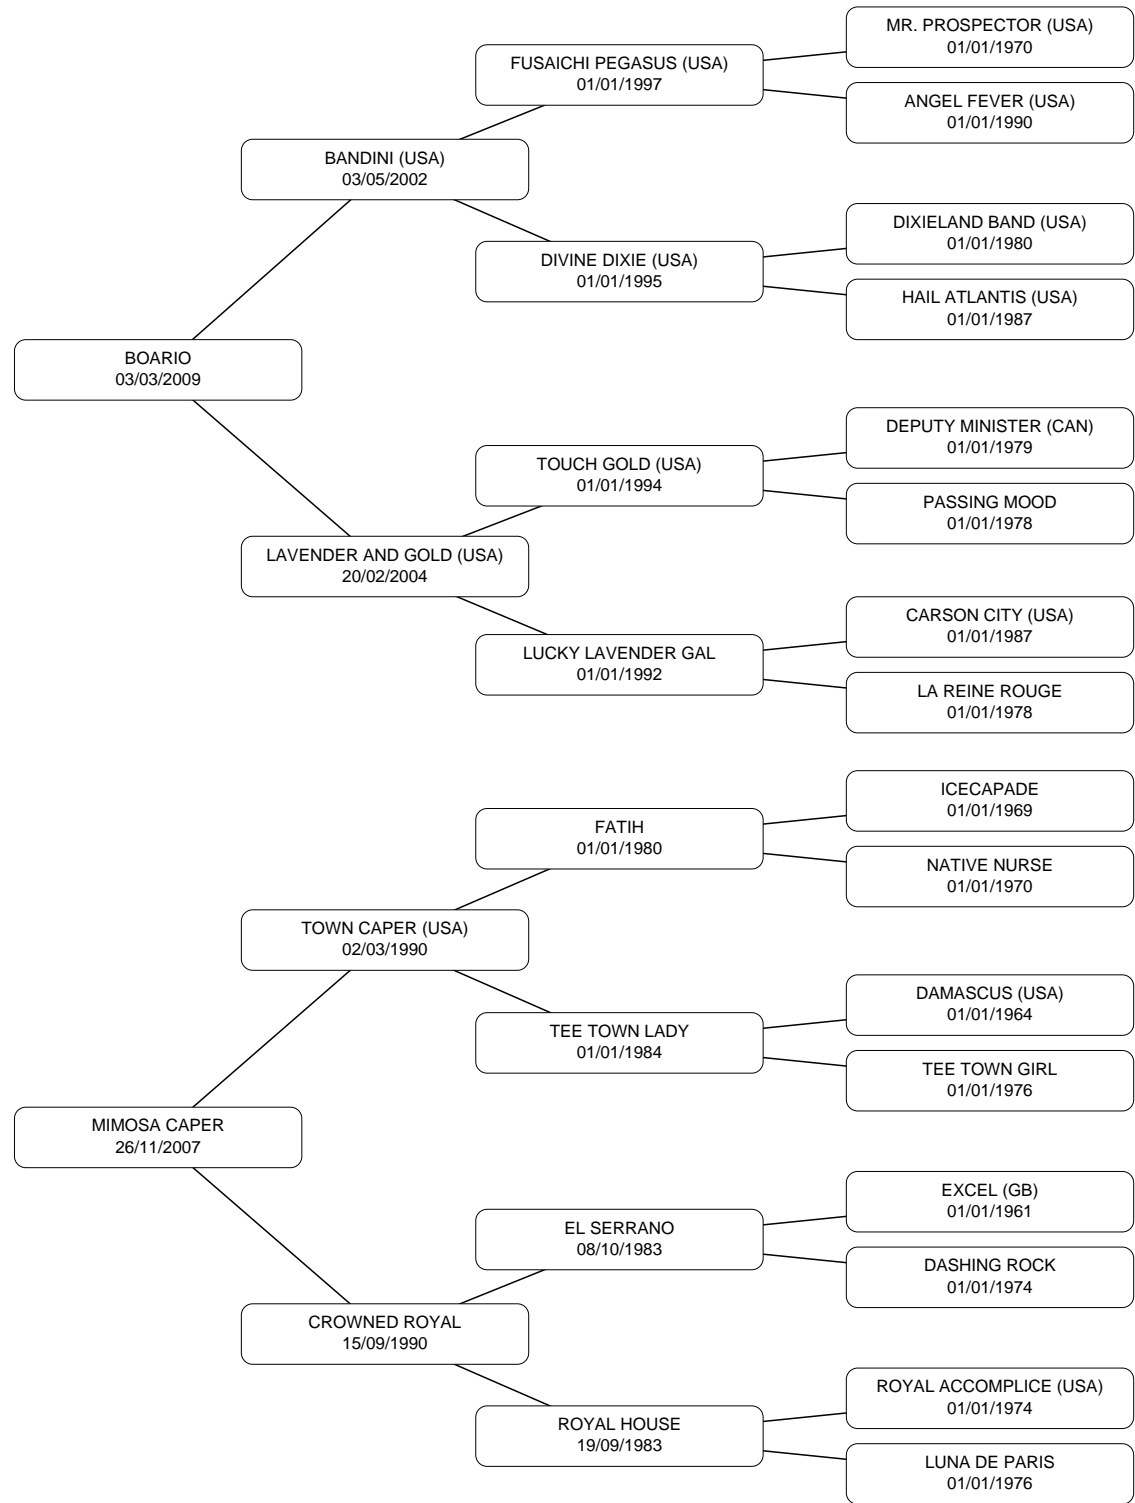 MR. PROSPECTOR (USA)
01/01/1970
FUSAICHI PEGASUS (USA)
01/01/1997
ANGEL FEVER (USA)
01/01/1990
BANDINI (USA)
03/05/2002
DIXIELAND BAND (USA)
01/01/1980
DIVINE DIXIE (USA)
01/01/1995
HAIL ATLANTIS (USA)
01/01/1987
BOARIO
03/03/2009
DEPUTY MINISTER (CAN)
01/01/1979
TOUCH GOLD (USA)
01/01/1994
PASSING MOOD
01/01/1978
LAVENDER AND GOLD (USA)
20/02/2004
CARSON CITY (USA)
01/01/1987
LUCKY LAVENDER GAL
01/01/1992
LA REINE ROUGE
01/01/1978
ICECAPADE
01/01/1969
FATIH
01/01/1980
NATIVE NURSE
01/01/1970
TOWN CAPER (USA)
02/03/1990
DAMASCUS (USA)
01/01/1964
TEE TOWN LADY
01/01/1984
TEE TOWN GIRL
01/01/1976
MIMOSA CAPER
26/11/2007
EXCEL (GB)
01/01/1961
EL SERRANO
08/10/1983
DASHING ROCK
01/01/1974
CROWNED ROYAL
15/09/1990
ROYAL ACCOMPLICE (USA)
01/01/1974
ROYAL HOUSE
19/09/1983
LUNA DE PARIS
01/01/1976